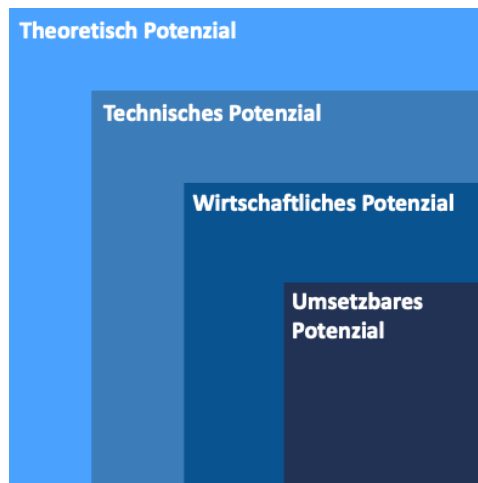 Theoretisch Potenzial
Technisches Potenzial
Wirtschaftliches Potenzial
Umsetzbares
Potenzial